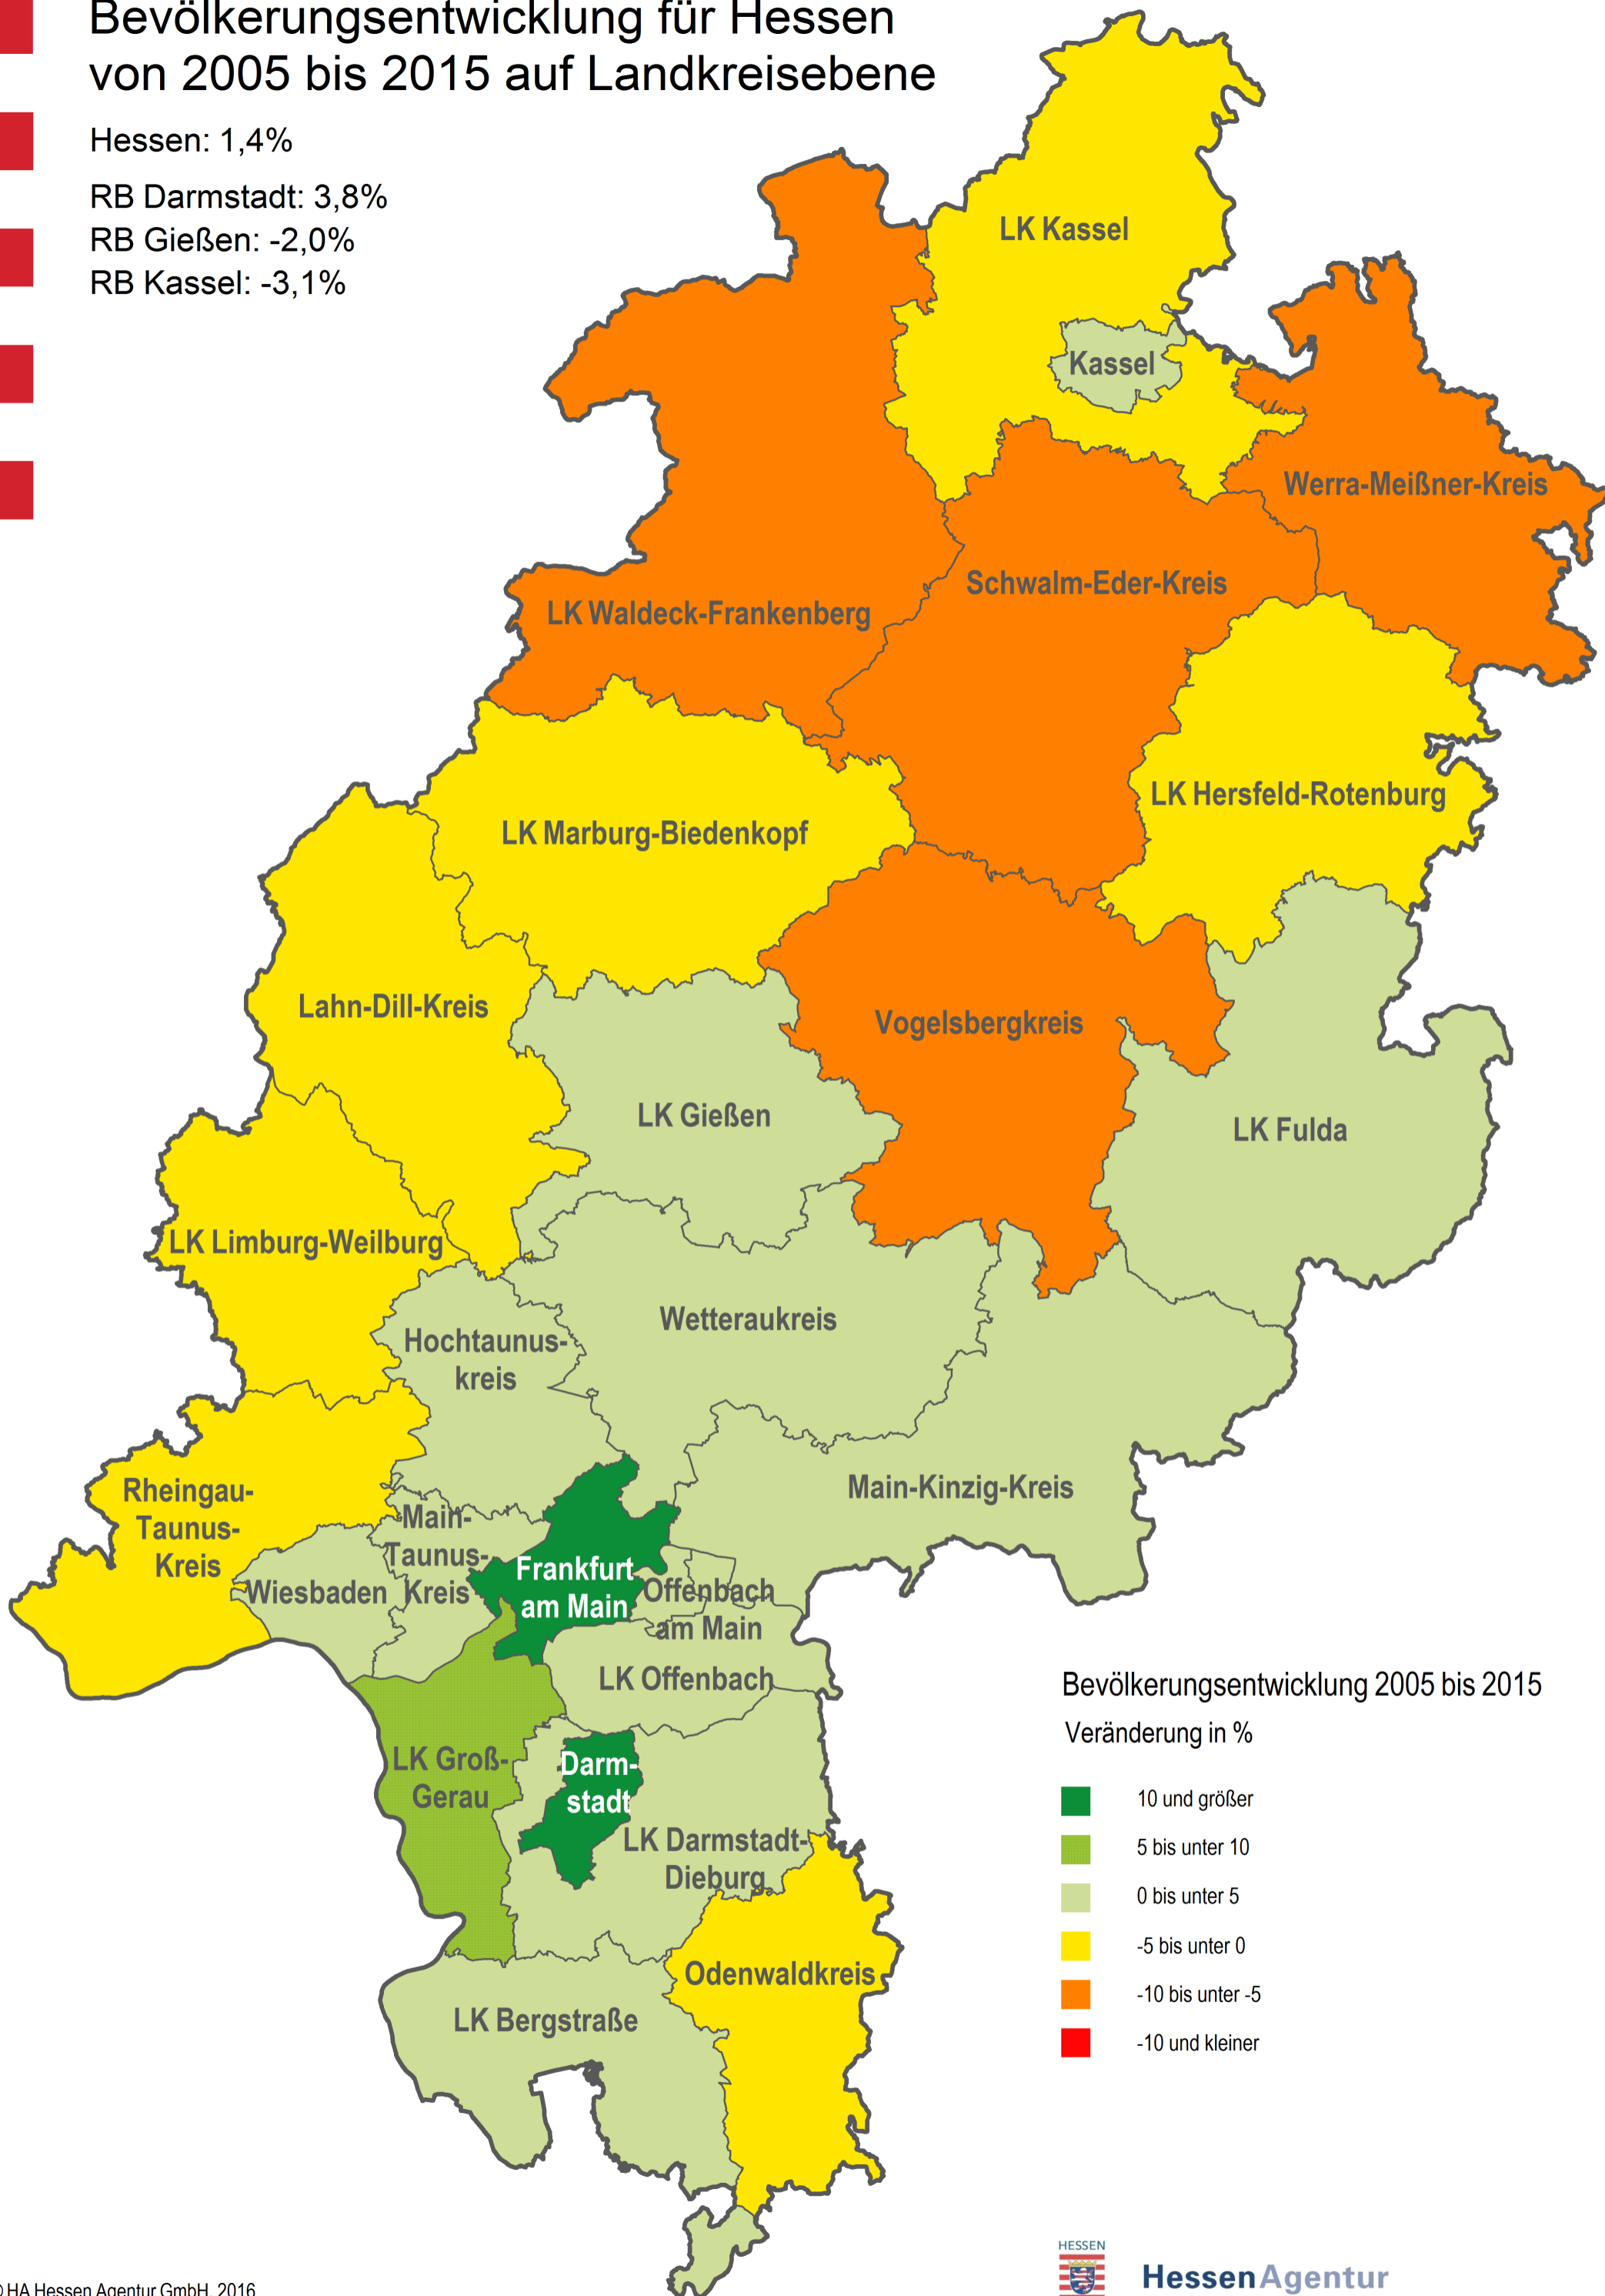 Bevölkerungsentwicklung für Hessen
von 2005 bis 2015 auf Landkreisebene
Hessen: 1,4%
RB Darmstadt: 3,8%
RB Gießen: -2,0%
RB Kassel: -3,1%
LK Kassel
Kassel
Werra-Meißner-Kreis
Schwalm-Eder-Kreis
LK Waldeck-Frankenberg
LK Hersfeld-Rotenburg
LK Marburg-Biedenkopf
Lahn-Dill-Kreis
Vogelsbergkreis
LK Gießen
LK Fulda
LK Limburg-Weilburg
Wetteraukreis
Hochtaunus-
kreis
Main-Kinzig-Kreis
Rheingau-
Taunus-
Kreis
Main-
Taunus-
Kreis
Wiesbaden
Frankfurt
am Main
Offenbach
am Main
LK Offenbach
LK Groß-
Gerau
Darm-
stadt
LK Darmstadt-
Dieburg
Odenwaldkreis
LK Bergstraße
Bevölkerungsentwicklung 2005 bis 2015
Veränderung in %
10 und größer
5 bis unter 10
0 bis unter 5
-5 bis unter 0
-10 bis unter -5
-10 und kleiner
HESSEN
HessenAgentur
© HA Hessen Agentur GmbH, 2016